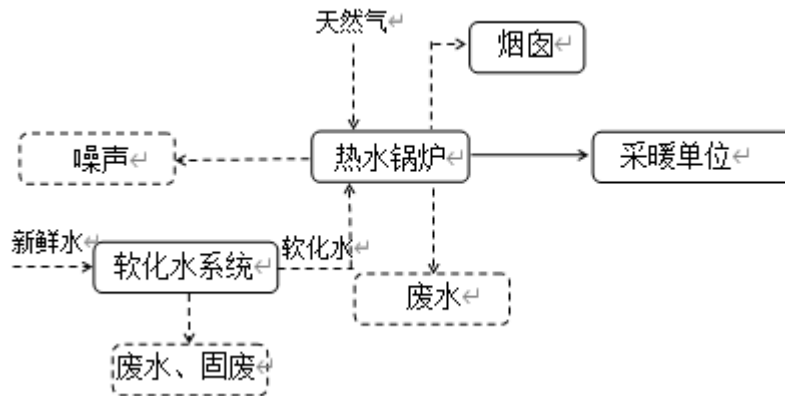 天然气
烟囱
噪声
热水锅炉
采暖单位
新鲜水
软化水系统
软化水
废水
废水、固废